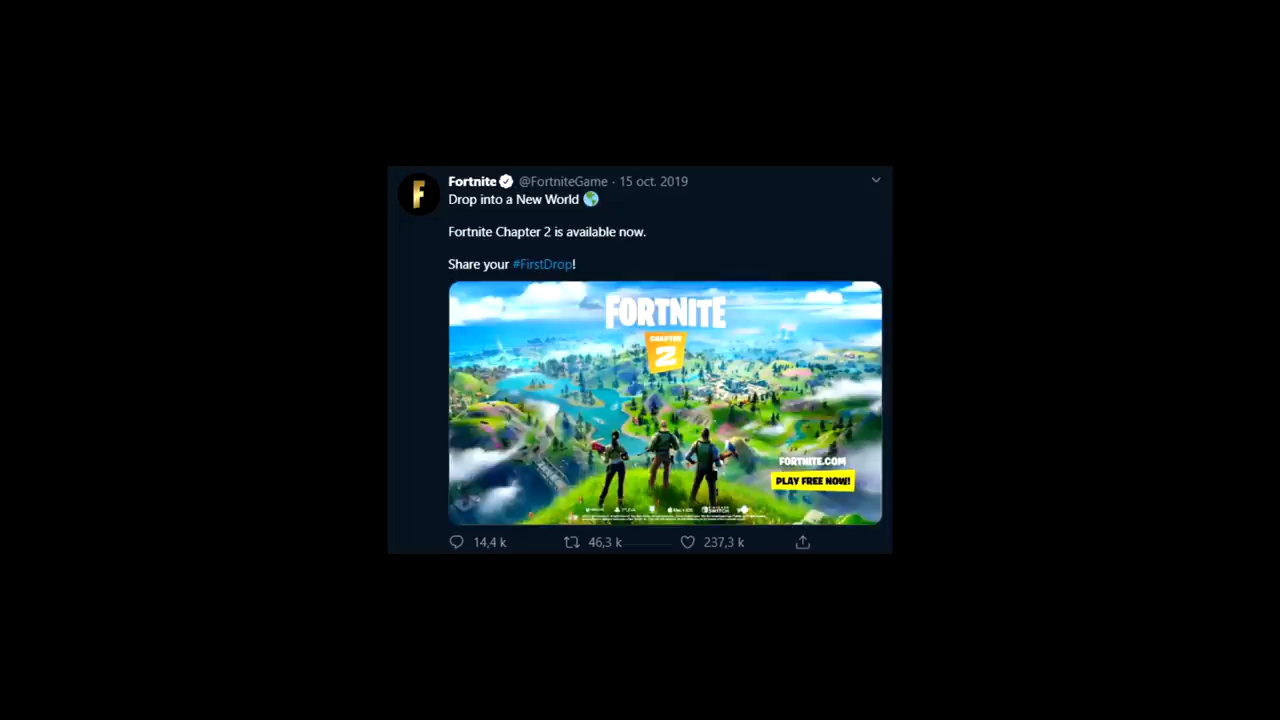 Fortnite @FortniteGame · 15 oct. 2019
Drop into a New World 🌎
Fortnite Chapter 2 is available now.
Share your #FirstDrop!
FORTNITE
CHAPTER
2
FORTNITE.COM
PLAY FREE NOW!
14,4 k 46,3 k 237,3 k